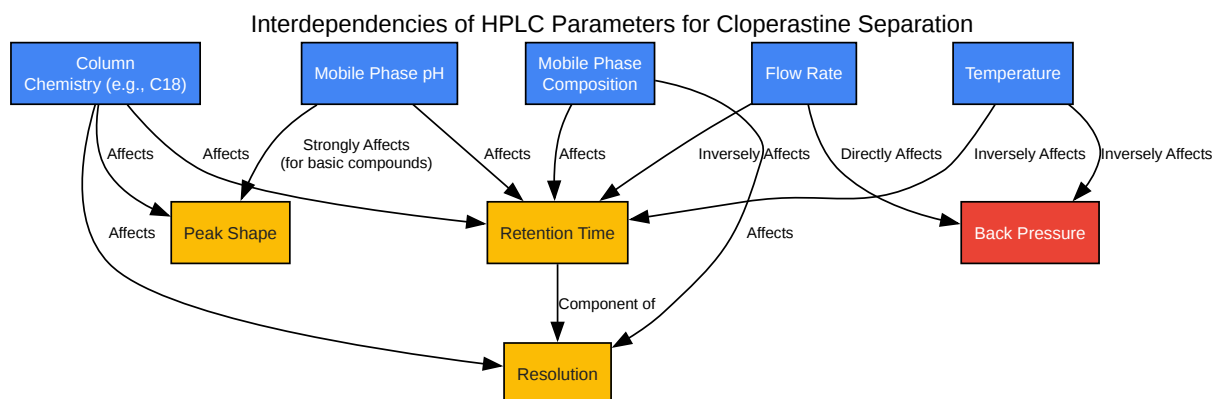 Interdependencies of HPLC Parameters for Cloperastine Separation
Column
Chemistry (e.g., C18)
Mobile Phase pH
Mobile Phase
Composition
Flow Rate
Temperature
Affects
Affects
Strongly Affects
(for basic compounds)
Affects
Affects
Inversely Affects
Directly Affects
Inversely Affects
Inversely Affects
Affects
Peak Shape
Retention Time
Affects
Back Pressure
Component of
Resolution